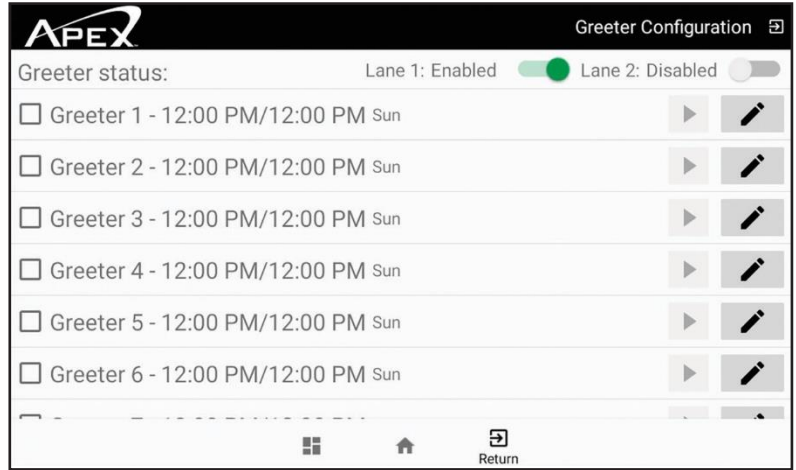 APEX
Greeter Configuration
Greeter status: Lane 1: Enabled Lane 2: Disabled
Greeter 1 - 12:00 PM/12:00 PM Sun
Greeter 2 - 12:00 PM/12:00 PM Sun
Greeter 3 - 12:00 PM/12:00 PM Sun
Greeter 4 - 12:00 PM/12:00 PM Sun
Greeter 5 - 12:00 PM/12:00 PM Sun
Greeter 6 - 12:00 PM/12:00 PM Sun
Return